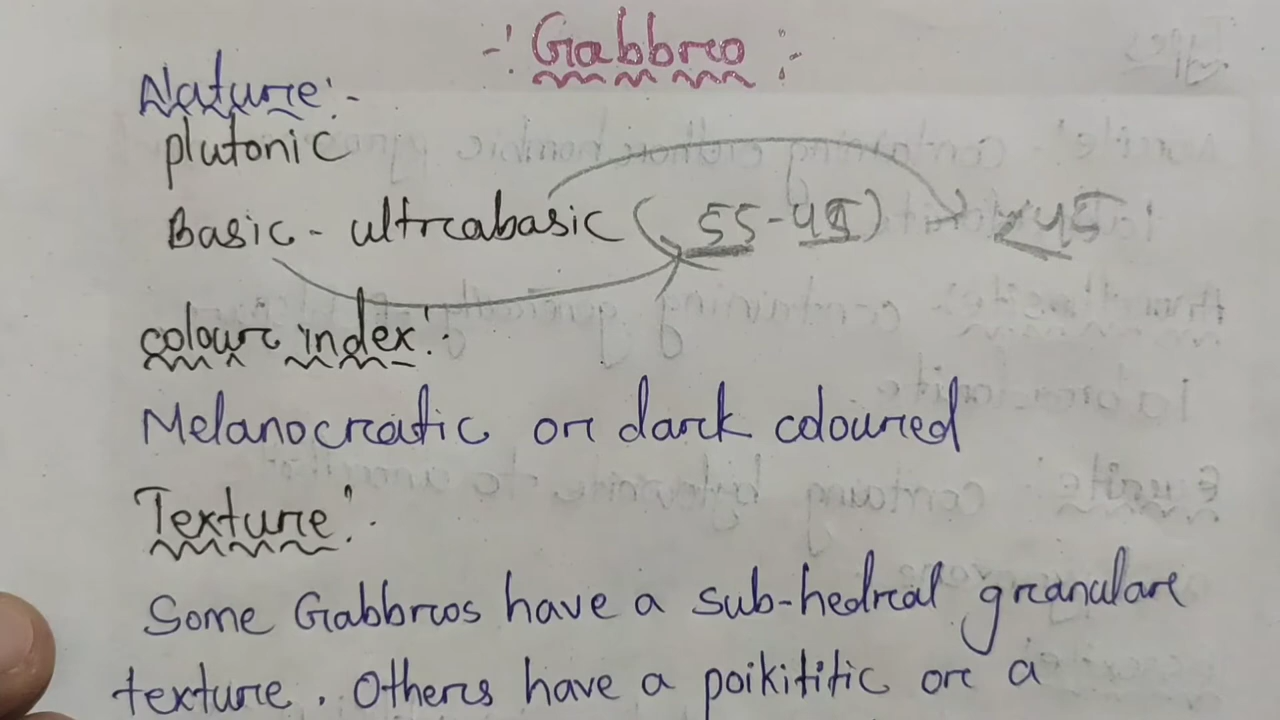 -: Gabbro :-
Nature:-
plutonic
Basic - ultrabasic (55-45) <45
colour index:-
Melanocratic or dark coloured
Texture:-
Some Gabbros have a sub-hedral granular
texture. Others have a poikititic or a